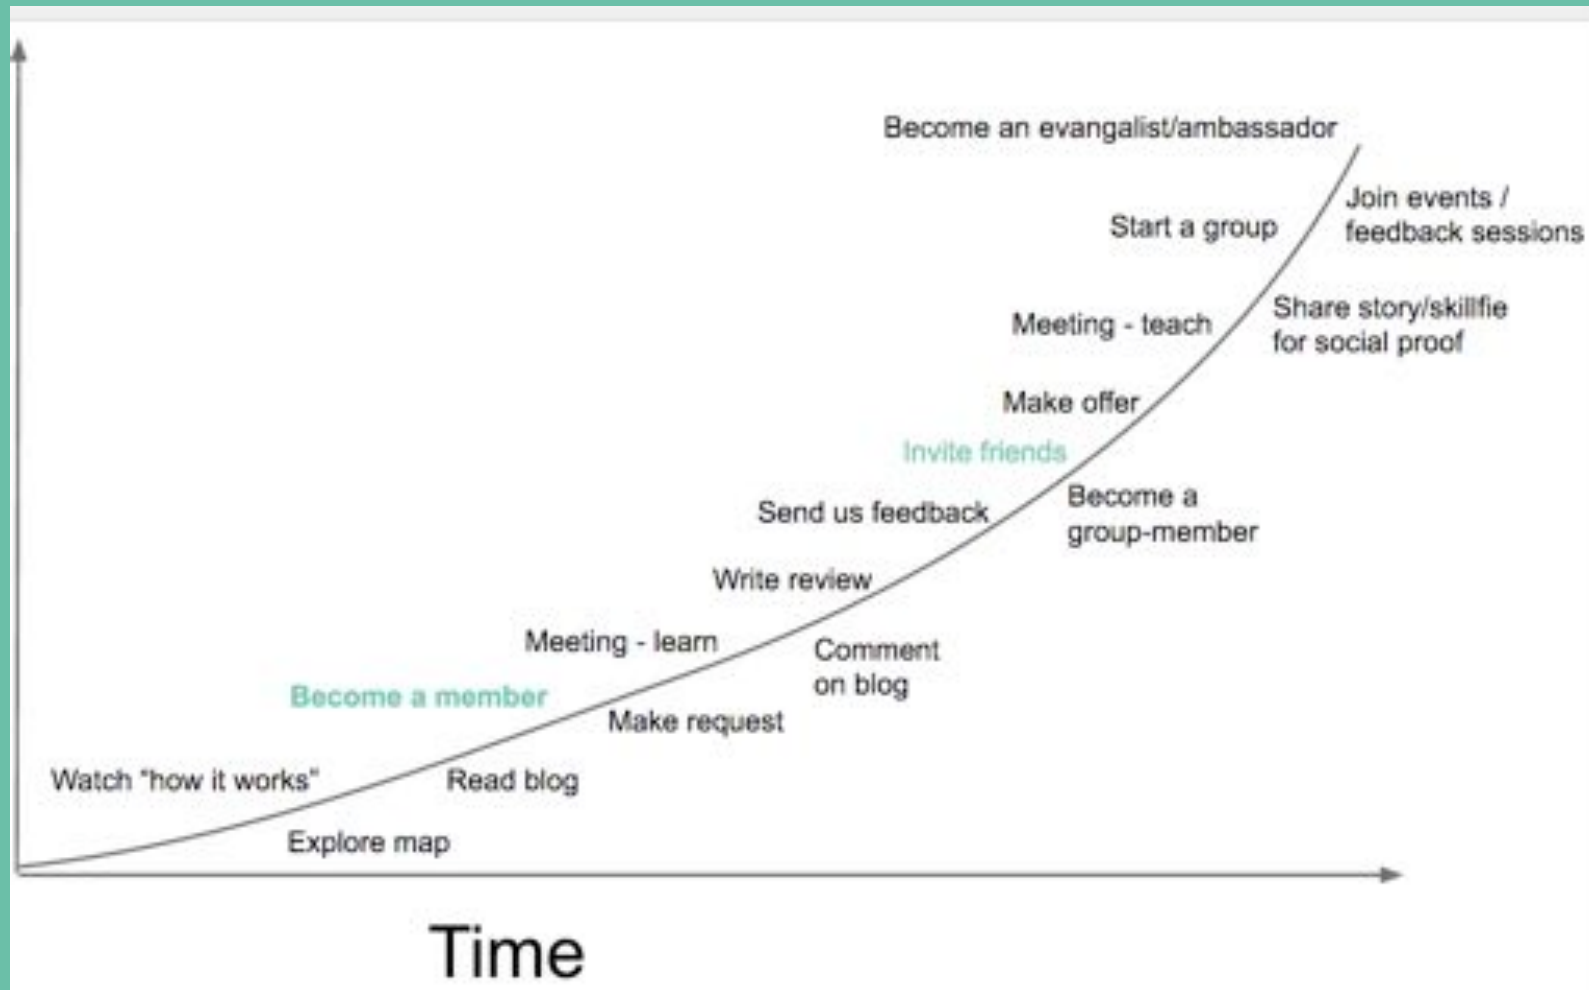 Become an evangalist/ambassador
Join events /
feedback sessions
Start a group
Share story/skillfie
for social proof
Meeting - teach
Make offer
Invite friends
Become a
group-member
Send us feedback
Write review
Comment
on blog
Meeting - learn
Become a member
Make request
Watch "how it works"
Read blog
Explore map
Time